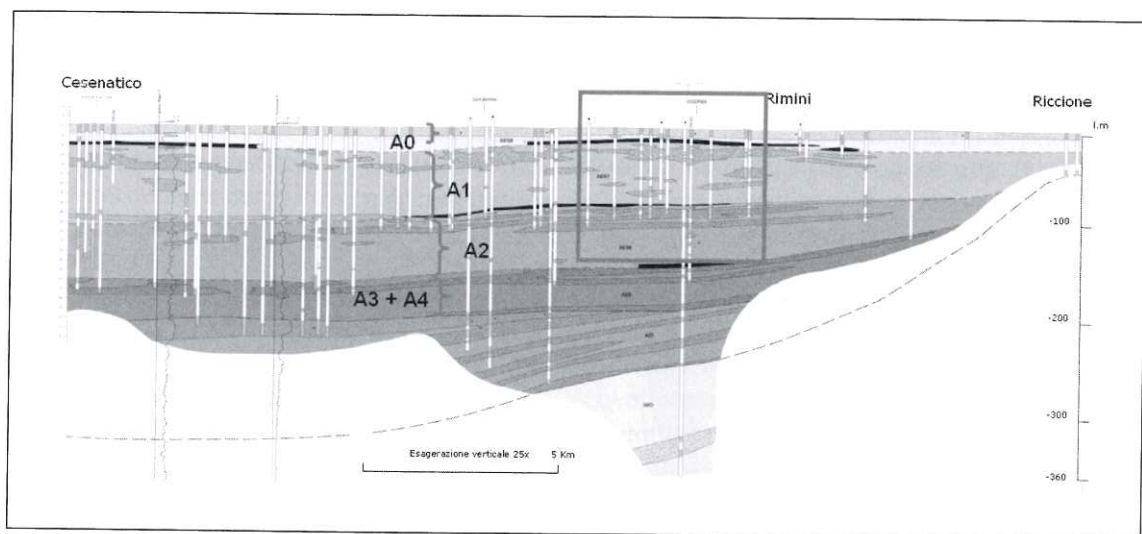 Cesenatico
Rimini
Riccione
l.m
A0
A1
-100
A2
A3 + A4
-200
-300
Esagerazione verticale 25x 5 Km
-360